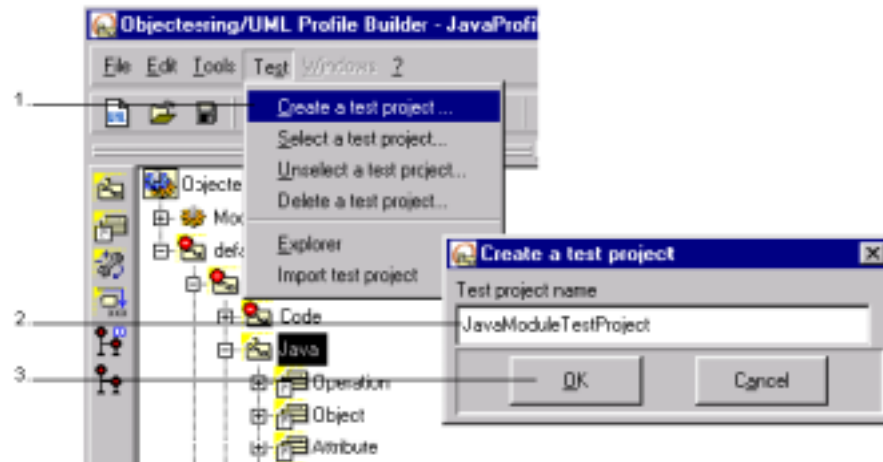 Objecteering/UML Profile Builder - JavaProfi
File Edit Tools Test Windows ?
1
Create a test project ...
Select a test project...
Unselect a test project...
Delete a test project...
Explorer
Import test project
Objecte
Mod
defa
Code
Java
Operation
Object
Attribute
Create a test project
Test project name
2
JavaModuleTestProject
3
OK Cancel